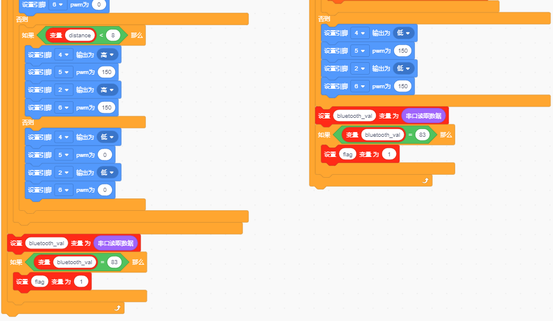 设置引脚 6 pwm为 0
否则
如果 变量 distance < 8 那么
设置引脚 4 输出为 高
设置引脚 5 pwm为 150
设置引脚 2 输出为 高
设置引脚 6 pwm为 150
否则
设置引脚 4 输出为 低
设置引脚 5 pwm为 0
设置引脚 2 输出为 低
设置引脚 6 pwm为 0
设置 bluetooth_val 变量为 串口读取数据
如果 变量 bluetooth_val = 83 那么
设置 flag 变量为 1
否则
设置引脚 4 输出为 低
设置引脚 5 pwm为 150
设置引脚 2 输出为 低
设置引脚 6 pwm为 150
设置 bluetooth_val 变量为 串口读取数据
如果 变量 bluetooth_val = 83 那么
设置 flag 变量为 1